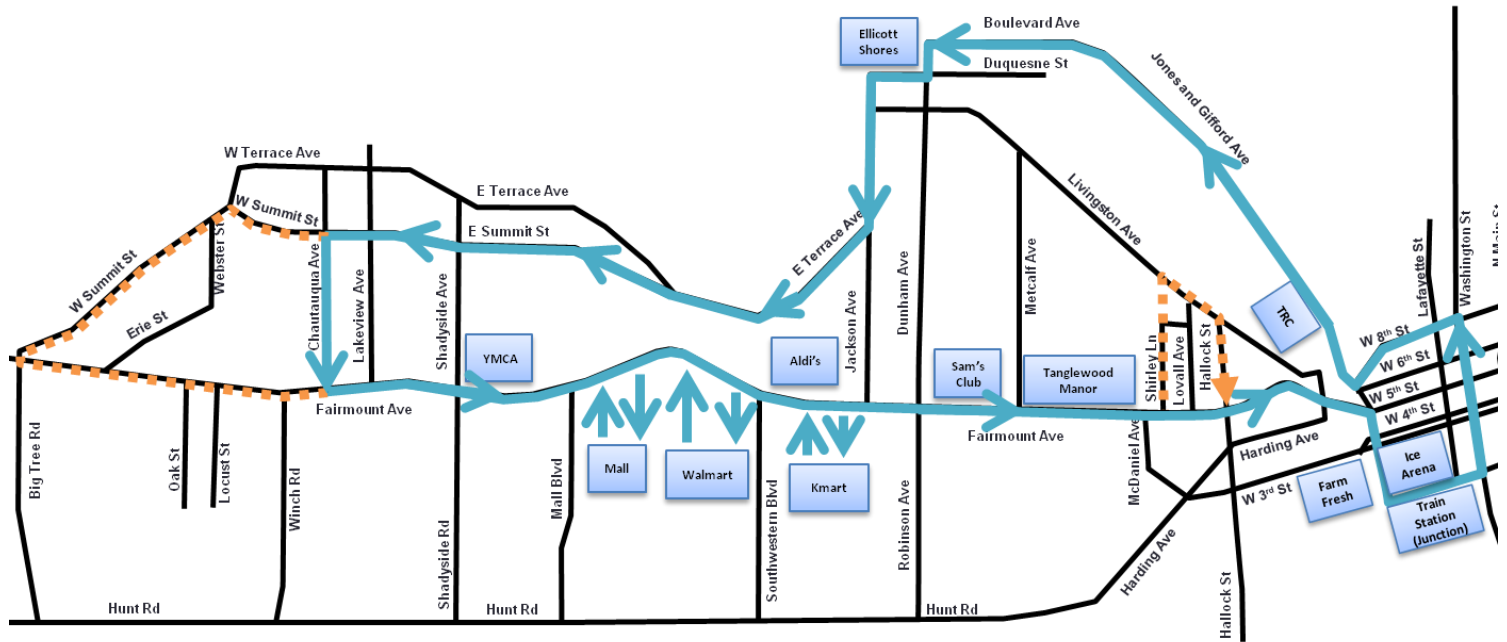 Boulevard Ave
Ellicott
Shores
Duquesne St
Jones and Gifford Ave
W Terrace Ave
E Terrace Ave
Livingston Ave
W Summit St
Webster St
E Summit St
E Terrace Ave
W Summit St
Chautauqua Ave
Lakeview Ave
Shadyside Ave
Jackson Ave
Dunham Ave
Metcalf Ave
Lafayette St
Washington St
N Main St
TRC
Erie St
YMCA
Aldi's
Sam's
Club
Tanglewood
Manor
Shirley Ln
Lovall Ave
Hallock St
W 8th St
W 6th St
W 5th St
W 4th St
Fairmount Ave
Fairmount Ave
Big Tree Rd
Oak St
Locust St
Winch Rd
Shadyside Rd
Mall Blvd
Mall
Walmart
Southwestern Blvd
Kmart
Robinson Ave
McDaniel Ave
Harding Ave
W 3rd St
Farm
Fresh
Ice
Arena
Train
Station
(Junction)
Harding Ave
Hallock St
Hunt Rd
Hunt Rd
Hunt Rd